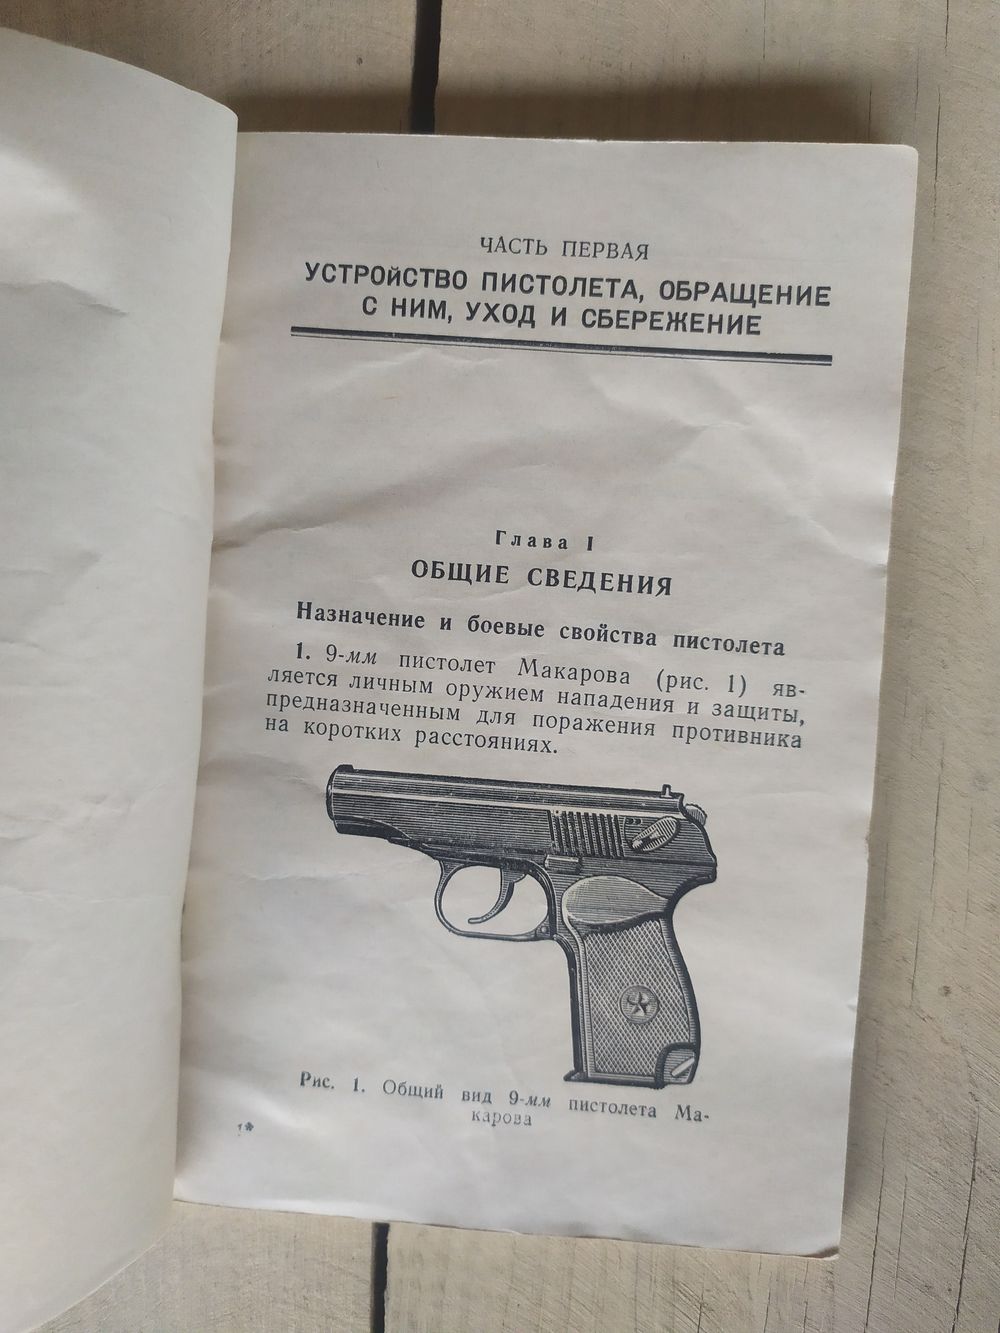 ЧАСТЬ ПЕРВАЯ
УСТРОЙСТВО ПИСТОЛЕТА, ОБРАЩЕНИЕ
С НИМ, УХОД И СБЕРЕЖЕНИЕ
Глава I
ОБЩИЕ СВЕДЕНИЯ
Назначение и боевые свойства пистолета
1. 9-мм пистолет Макарова (рис. 1) яв-
ляется личным оружием нападения и защиты,
предназначенным для поражения противника
на коротких расстояниях.
Рис. 1. Общий вид 9-мм пистолета Ма-
карова
1*